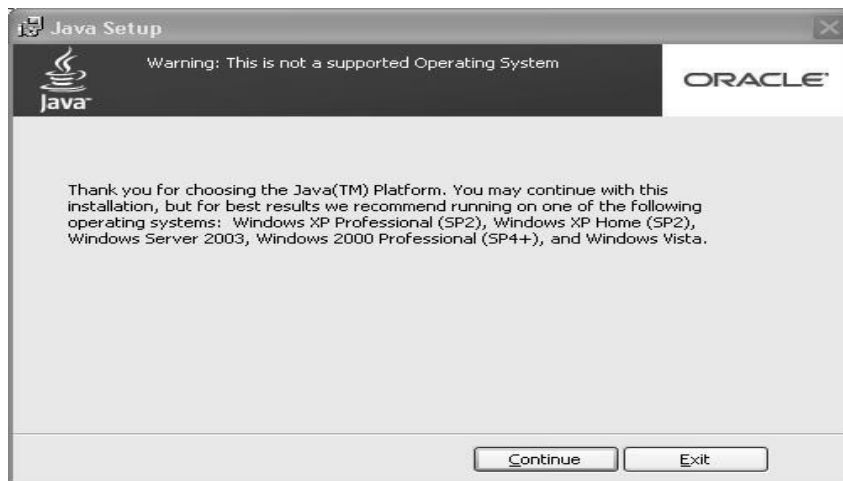 Java Setup
Warning: This is not a supported Operating System
Java™
ORACLE®
Thank you for choosing the Java(TM) Platform. You may continue with this
installation, but for best results we recommend running on one of the following
operating systems: Windows XP Professional (SP2), Windows XP Home (SP2),
Windows Server 2003, Windows 2000 Professional (SP4+), and Windows Vista.
Continue
Exit